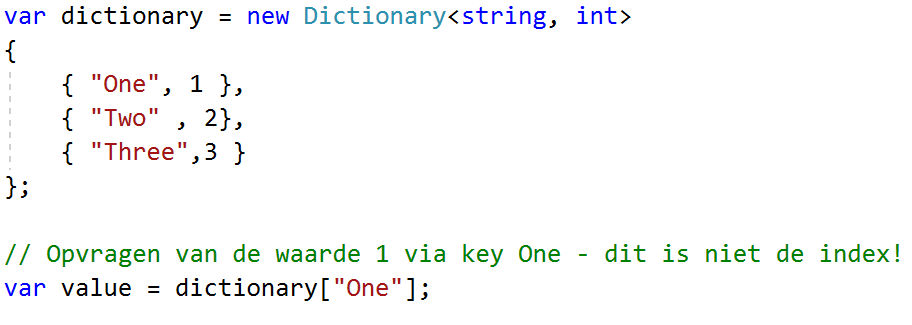 var dictionary = new Dictionary<string, int>
{
    { "One", 1 },
    { "Two" , 2},
    { "Three",3 }
};

// Opvragen van de waarde 1 via key One - dit is niet de index!
var value = dictionary["One"];